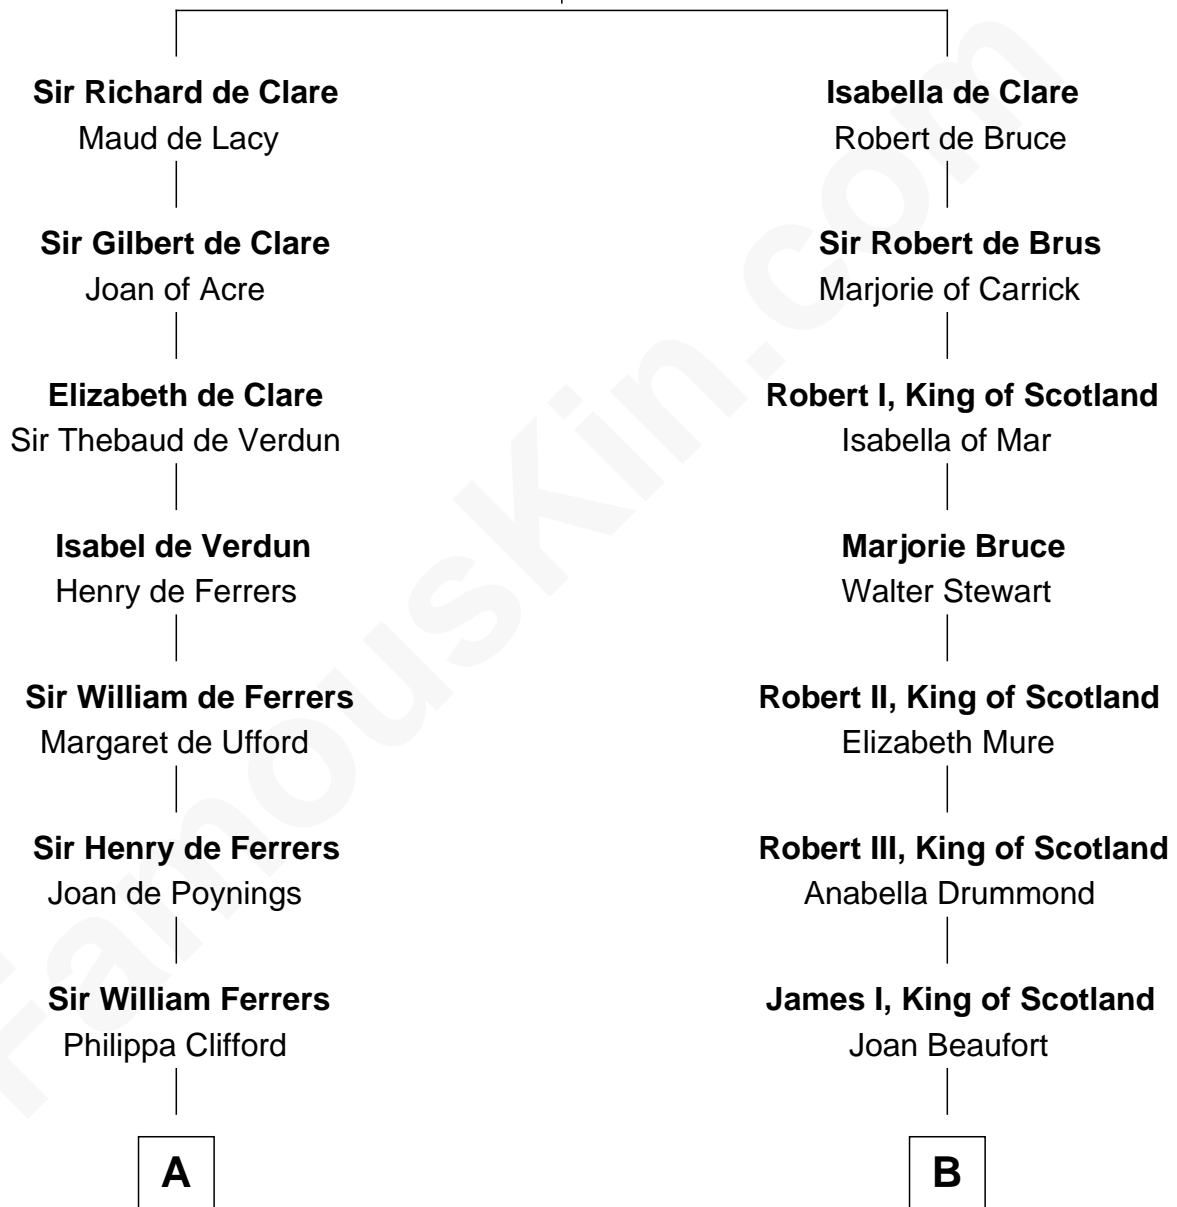 Sir Richard de Clare
Maud de Lacy
Isabella de Clare
Robert de Bruce
Sir Gilbert de Clare
Joan of Acre
Sir Robert de Brus
Marjorie of Carrick
Elizabeth de Clare
Sir Thebaud de Verdun
Robert I, King of Scotland
Isabella of Mar
Isabel de Verdun
Henry de Ferrers
Marjorie Bruce
Walter Stewart
Sir William de Ferrers
Margaret de Ufford
Robert II, King of Scotland
Elizabeth Mure
Sir Henry de Ferrers
Joan de Poynings
Robert III, King of Scotland
Anabella Drummond
Sir William Ferrers
Philippa Clifford
James I, King of Scotland
Joan Beaufort
A
B
FamousKin.com